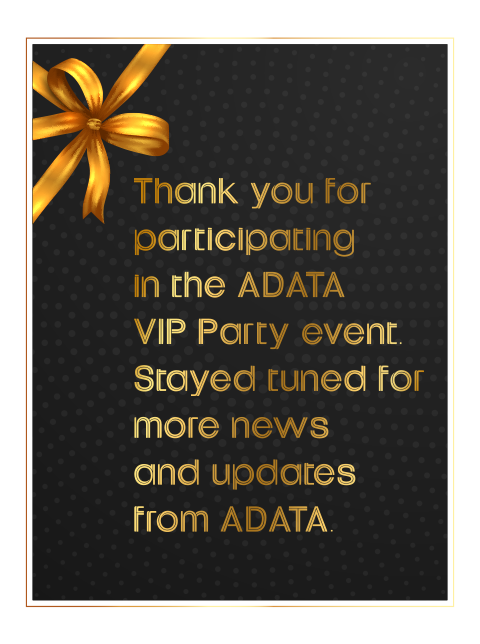 Thank you for
participating
in the ADATA
VIP Party event.
Stayed tuned for
more news
and updates
from ADATA.